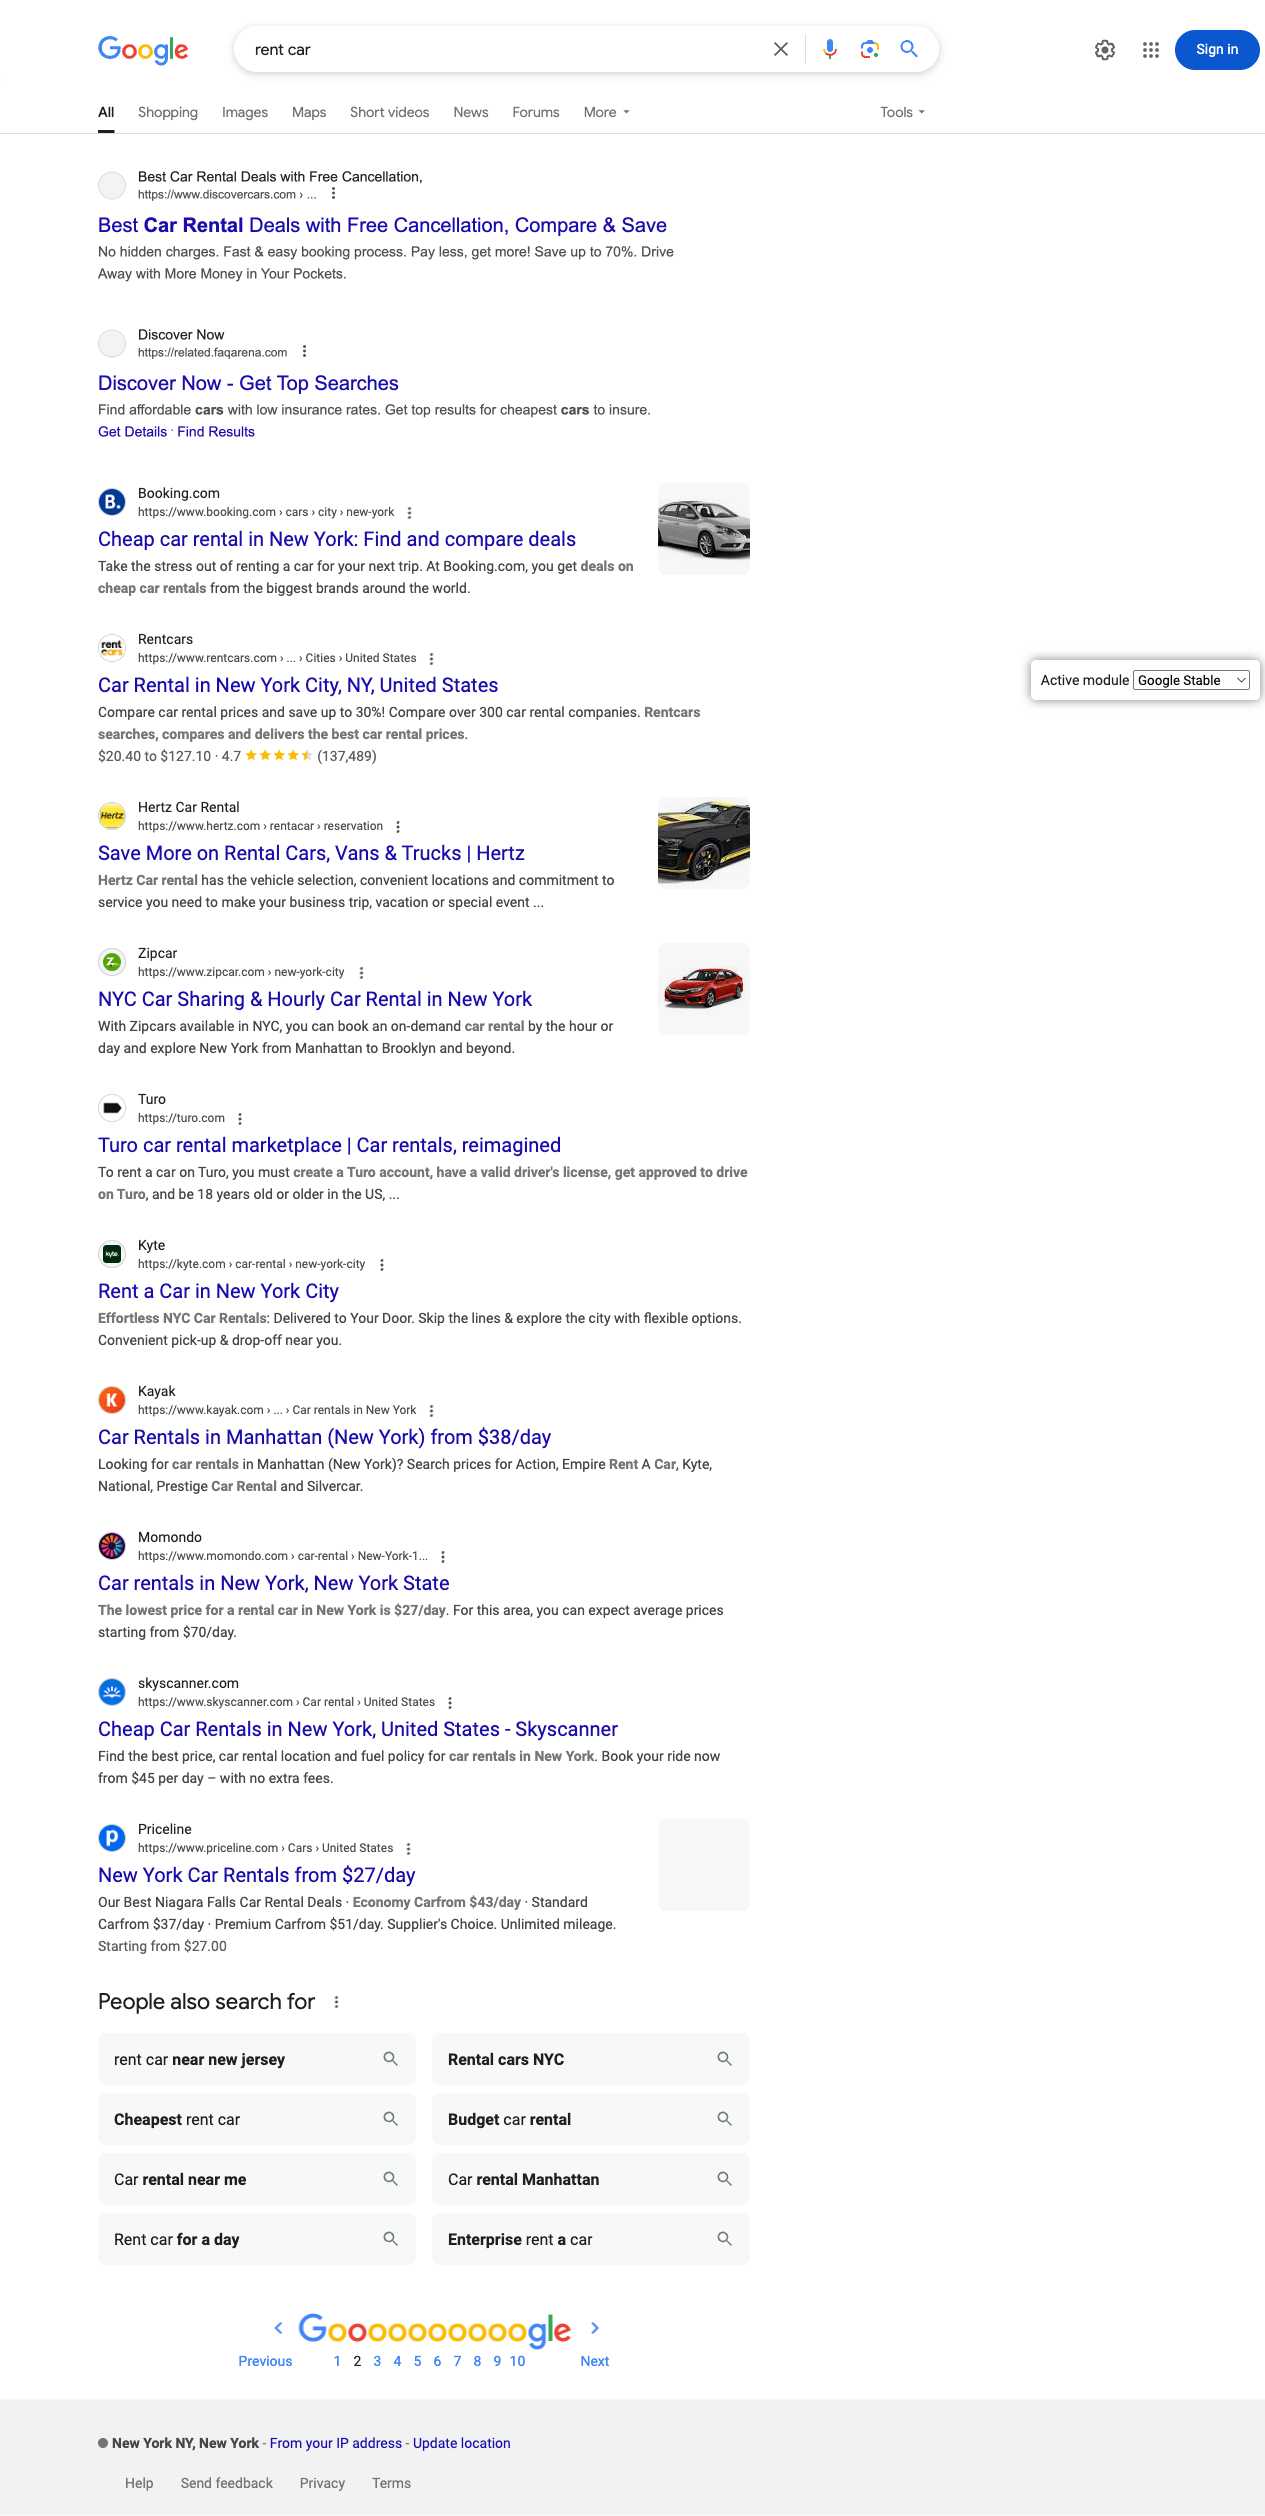 Google
rent car
Sign in
All Shopping Images Maps Short videos News Forums More Tools
Best Car Rental Deals with Free Cancellation,
https://www.discovercars.com › ...
Best Car Rental Deals with Free Cancellation, Compare & Save
No hidden charges. Fast & easy booking process. Pay less, get more! Save up to 70%. Drive
Away with More Money in Your Pockets.
Discover Now
https://related.faqarena.com
Discover Now - Get Top Searches
Find affordable cars with low insurance rates. Get top results for cheapest cars to insure.
Get Details · Find Results
B.
Booking.com
https://www.booking.com › cars › city › new-york
Cheap car rental in New York: Find and compare deals
Take the stress out of renting a car for your next trip. At Booking.com, you get deals on
cheap car rentals from the biggest brands around the world.
rent
cars
Rentcars
https://www.rentcars.com › ... › Cities › United States
Car Rental in New York City, NY, United States
Active module Google Stable
Compare car rental prices and save up to 30%! Compare over 300 car rental companies. Rentcars
searches, compares and delivers the best car rental prices.
$20.40 to $127.10 · 4.7 (137,489)
Hertz
Hertz Car Rental
https://www.hertz.com › rentacar › reservation
Save More on Rental Cars, Vans & Trucks | Hertz
Hertz Car rental has the vehicle selection, convenient locations and commitment to
service you need to make your business trip, vacation or special event ...
Z
Zipcar
https://www.zipcar.com › new-york-city
NYC Car Sharing & Hourly Car Rental in New York
With Zipcars available in NYC, you can book an on-demand car rental by the hour or
day and explore New York from Manhattan to Brooklyn and beyond.
Turo
https://turo.com
Turo car rental marketplace | Car rentals, reimagined
To rent a car on Turo, you must create a Turo account, have a valid driver's license, get approved to drive
on Turo, and be 18 years old or older in the US, ...
kyte.
Kyte
https://kyte.com › car-rental › new-york-city
Rent a Car in New York City
Effortless NYC Car Rentals: Delivered to Your Door. Skip the lines & explore the city with flexible options.
Convenient pick-up & drop-off near you.
K
Kayak
https://www.kayak.com › ... › Car rentals in New York
Car Rentals in Manhattan (New York) from $38/day
Looking for car rentals in Manhattan (New York)? Search prices for Action, Empire Rent A Car, Kyte,
National, Prestige Car Rental and Silvercar.
Momondo
https://www.momondo.com › car-rental › New-York-1...
Car rentals in New York, New York State
The lowest price for a rental car in New York is $27/day. For this area, you can expect average prices
starting from $70/day.
skyscanner.com
https://www.skyscanner.com › Car rental › United States
Cheap Car Rentals in New York, United States - Skyscanner
Find the best price, car rental location and fuel policy for car rentals in New York. Book your ride now
from $45 per day – with no extra fees.
p
Priceline
https://www.priceline.com › Cars › United States
New York Car Rentals from $27/day
Our Best Niagara Falls Car Rental Deals · Economy Carfrom $43/day · Standard
Carfrom $37/day · Premium Carfrom $51/day. Supplier's Choice. Unlimited mileage.
Starting from $27.00
People also search for
rent car near new jersey
Rental cars NYC
Cheapest rent car
Budget car rental
Car rental near me
Car rental Manhattan
Rent car for a day
Enterprise rent a car
Goooooooooogle
Previous 1 2 3 4 5 6 7 8 9 10 Next
New York NY, New York - From your IP address - Update location
Help Send feedback Privacy Terms